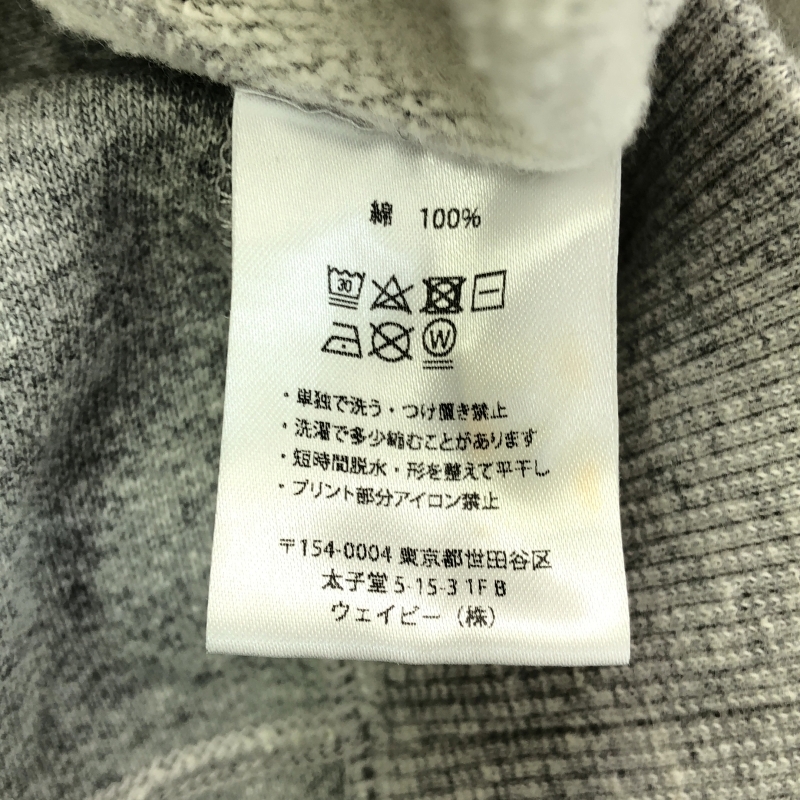 綿　100%
30
W
・単独で洗う・つけ置き禁止
・洗濯で多少縮むことがあります
・短時間脱水・形を整えて平干し
・プリント部分アイロン禁止
〒154-0004 東京都世田谷区
太子堂 5-15-3 1F B
ウェイビー（株）